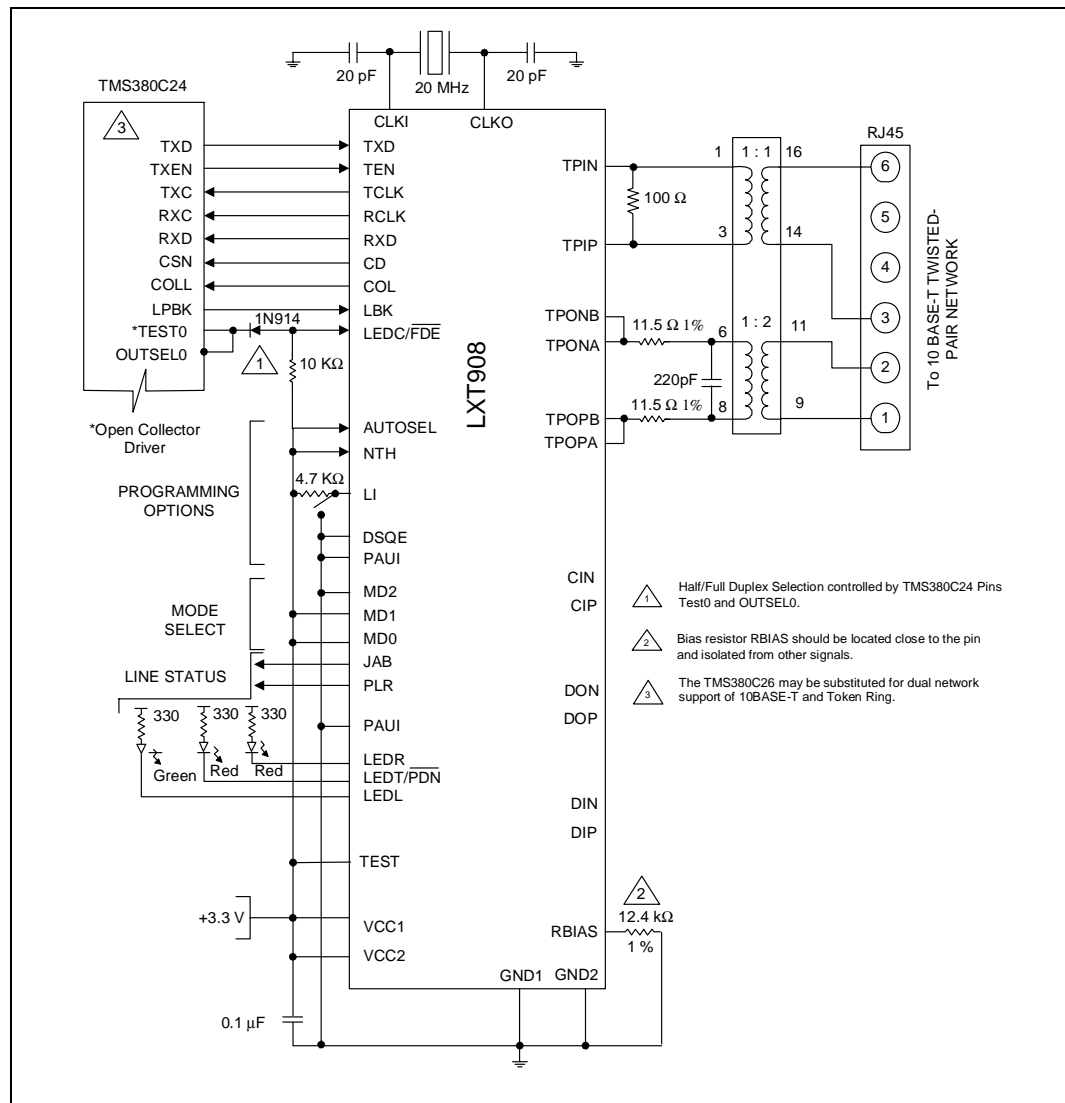 20 pF
20 MHz
20 pF
TMS380C24
3
TXD
TXEN
TXC
RXC
RXD
CSN
COLL
LPBK
*TEST0
OUTSEL0
1N914
1
10 KΩ
*Open Collector
Driver
CLKI
CLKO
TXD
TEN
TCLK
RCLK
RXD
CD
COL
LBK
LEDC/FDE
AUTOSEL
NTH
4.7 KΩ
LI
DSQE
PAUI
MD2
MD1
MD0
JAB
PLR
PAUI
LEDR
LEDT/PDN
LEDL
TEST
VCC1
VCC2
PROGRAMMING
OPTIONS
MODE
SELECT
LINE STATUS
330
330
330
Green
Red
Red
+3.3 V
0.1 µF
LXT908
TPIN
TPIP
TPONB
TPONA
TPOPB
TPOPA
CIN
CIP
DON
DOP
DIN
DIP
RBIAS
GND1
GND2
100 Ω
11.5 Ω 1%
220pF
11.5 Ω 1%
1
1 : 1
16
3
14
6
1 : 2
11
8
9
RJ45
6
5
4
3
2
1
To 10 BASE-T TWISTED-
PAIR NETWORK
2
12.4 kΩ
1 %
1
Half/Full Duplex Selection controlled by TMS380C24 Pins
Test0 and OUTSEL0.
2
Bias resistor RBIAS should be located close to the pin
and isolated from other signals.
3
The TMS380C26 may be substituted for dual network
support of 10BASE-T and Token Ring.